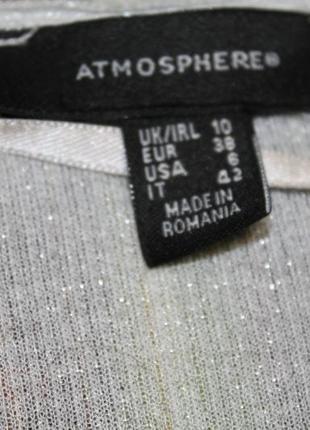 ATMOSPHERE®
UK/IRL 10
EUR 38
USA 6
IT 42
MADE IN
ROMANIA